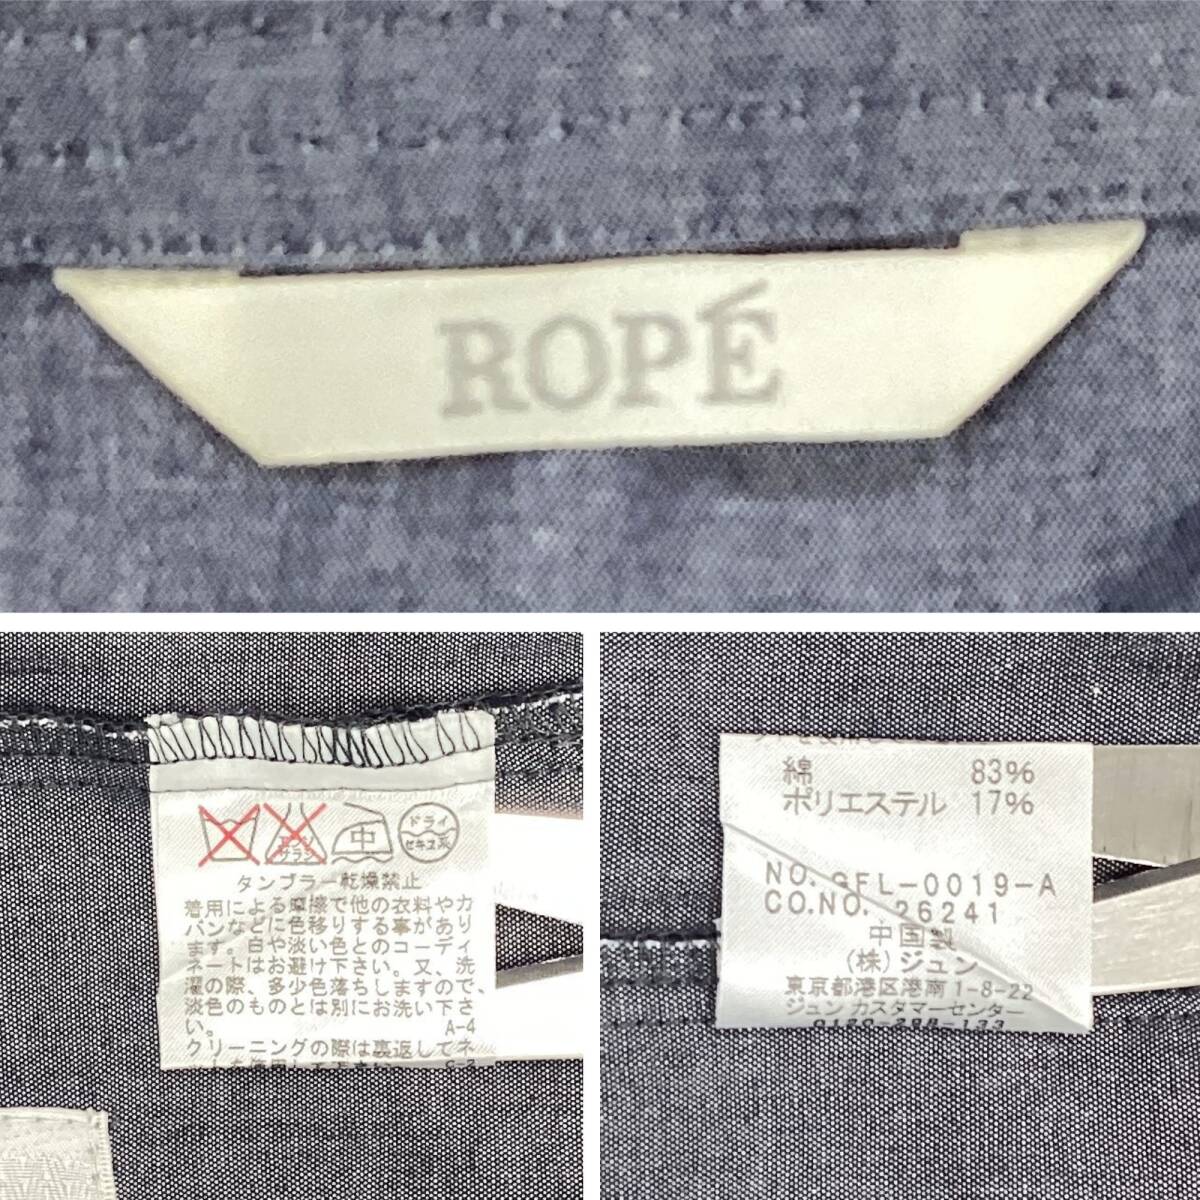 ROPÉ
エンソ
サラシ
中
ドライ
セキユ系
タンブラー乾燥禁止
着用による摩擦で他の衣料やカ
バンなどに色移りする事があり
ます。白や淡い色とのコーディ
ネートはお避け下さい。又、洗
濯の際、多少色落ちしますので、
淡色のものとは別にお洗い下さ
い。 A-4
クリーニングの際は裏返してネ
綿 83%
ポリエステル 17%
NO. GFL-0019-A
CO.NO. 26241
中国製
(株)ジュン
東京都港区港南1-8-22
ジュン カスタマーセンター